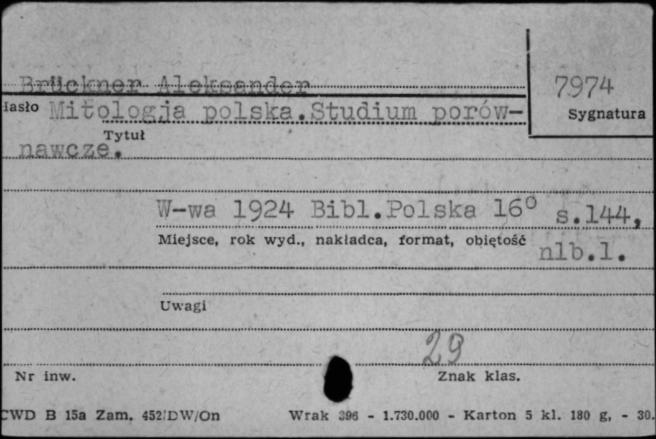 Brückner Aleksander
7974
Sygnatura
iasło Mitologja polska.Studium porów-
Tytuł
nawcze.
W-wa 1924 Bibl.Polska 16° s.144,
Miejsce, rok wyd., nakładca, format, objętość
nlb.1.
Uwagi
29
Nr inw.
Znak klas.
CWD B 15a Zam. 452/DW/On Wrak 396 - 1.730.000 - Karton 5 kl. 180 g, - 30.